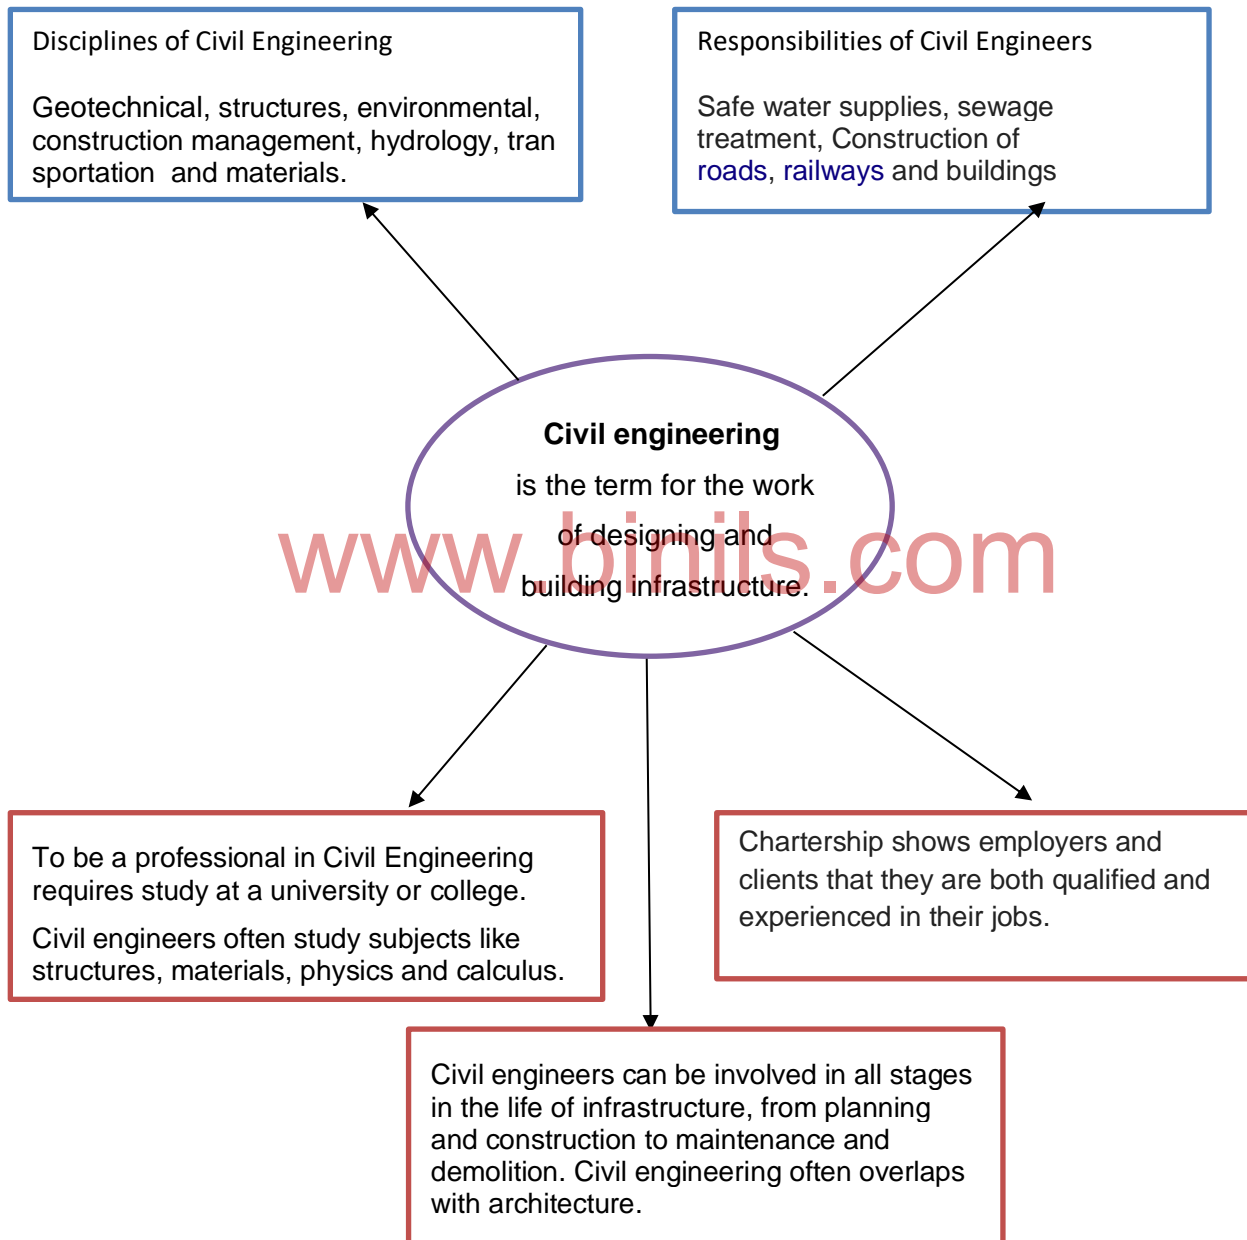 Disciplines of Civil Engineering
Geotechnical, structures, environmental,
construction management, hydrology, tran
sportation and materials.
Responsibilities of Civil Engineers
Safe water supplies, sewage
treatment, Construction of
roads, railways and buildings
Civil engineering
is the term for the work
of designing and
building infrastructure.
www.binils.com
To be a professional in Civil Engineering
requires study at a university or college.
Civil engineers often study subjects like
structures, materials, physics and calculus.
Chartership shows employers and
clients that they are both qualified and
experienced in their jobs.
Civil engineers can be involved in all stages
in the life of infrastructure, from planning
and construction to maintenance and
demolition. Civil engineering often overlaps
with architecture.